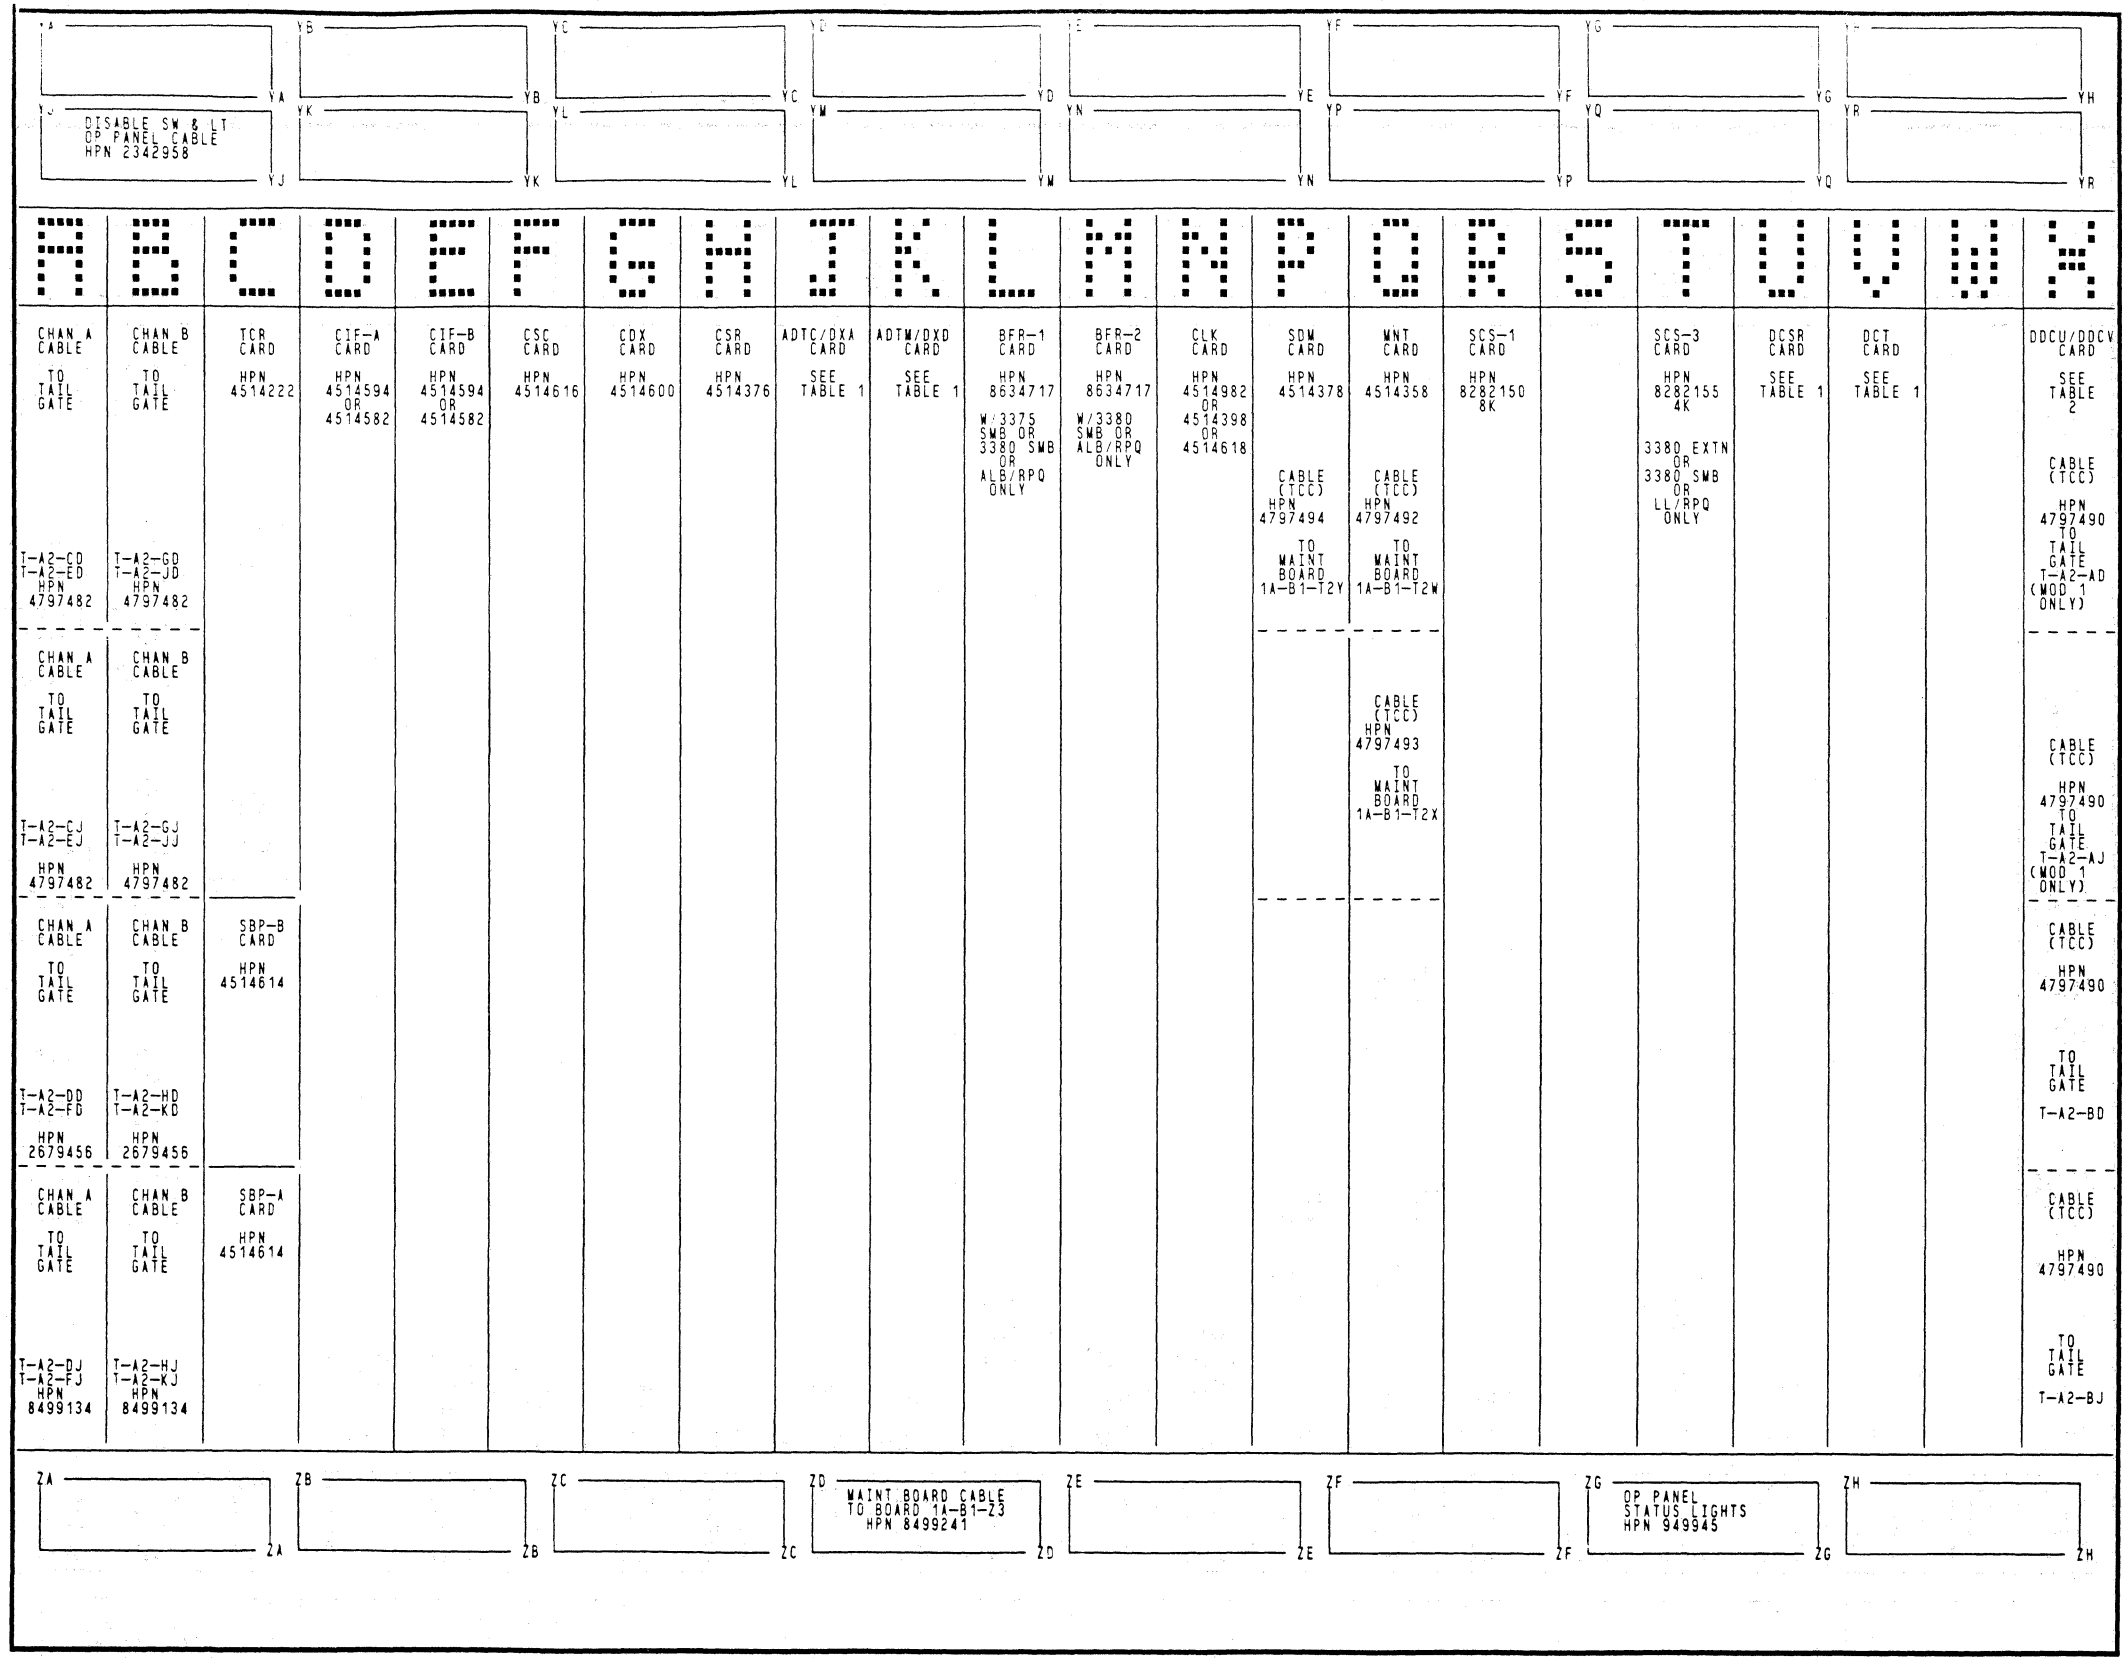 YA
YB
YC
YD
YE
YF
YG
YH
YA
YB
YC
YD
YE
YF
YG
YH
YJ
YK
YL
YM
YN
YP
YQ
YR
DISABLE SW & LT
OP PANEL CABLE
HPN 2342958
YJ
YK
YL
YM
YN
YP
YQ
YR
A B C D E F G H J K L M N P Q R S T U V W X
CHAN A
CABLE
TO
TAIL
GATE
T-A2-CD
T-A2-ED
HPN
4797482
CHAN A
CABLE
TO
TAIL
GATE
T-A2-CJ
T-A2-EJ
HPN
4797482
CHAN A
CABLE
TO
TAIL
GATE
T-A2-DD
T-A2-FD
HPN
2679456
CHAN A
CABLE
TO
TAIL
GATE
T-A2-DJ
T-A2-FJ
HPN
8499134
CHAN B
CABLE
TO
TAIL
GATE
T-A2-GD
T-A2-JD
HPN
4797482
CHAN B
CABLE
TO
TAIL
GATE
T-A2-GJ
T-A2-JJ
HPN
4797482
CHAN B
CABLE
TO
TAIL
GATE
T-A2-HD
T-A2-KD
HPN
2679456
CHAN B
CABLE
TO
TAIL
GATE
T-A2-HJ
T-A2-KJ
HPN
8499134
TCR
CARD
HPN
4514222
SBP-B
CARD
HPN
4514614
SBP-A
CARD
HPN
4514614
CIF-A
CARD
HPN
4514594
OR
4514582
CIF-B
CARD
HPN
4514594
OR
4514582
CSC
CARD
HPN
4514616
CDX
CARD
HPN
4514600
CSR
CARD
HPN
4514376
ADTC/DXA
CARD
SEE
TABLE 1
ADTM/DXD
CARD
SEE
TABLE 1
BFR-1
CARD
HPN
8634717
W/3375
SMB OR
3380 SMB
OR
ALB/RPQ
ONLY
BFR-2
CARD
HPN
8634717
W/3380
SMB OR
ALB/RPQ
ONLY
CLK
CARD
HPN
4514982
OR
4514398
OR
4514618
SDM
CARD
HPN
4514378
CABLE
(TCC)
HPN
4797494
TO
MAINT
BOARD
1A-B1-T2Y
MNT
CARD
HPN
4514358
CABLE
(TCC)
HPN
4797492
TO
MAINT
BOARD
1A-B1-T2W
CABLE
(TCC)
HPN
4797493
TO
MAINT
BOARD
1A-B1-T2X
SCS-1
CARD
HPN
8282150
8K
SCS-3
CARD
HPN
8282155
4K
3380 EXTN
OR
3380 SMB
OR
LL/RPQ
ONLY
DCSR
CARD
SEE
TABLE 1
DCT
CARD
SEE
TABLE 1
DDCU/DDCV
CARD
SEE
TABLE
2
CABLE
(TCC)
HPN
4797490
TO
TAIL
GATE
T-A2-AD
(MOD 1
ONLY)
CABLE
(TCC)
HPN
4797490
TO
TAIL
GATE
T-A2-AJ
(MOD 1
ONLY)
CABLE
(TCC)
HPN
4797490
TO
TAIL
GATE
T-A2-BD
CABLE
(TCC)
HPN
4797490
TO
TAIL
GATE
T-A2-BJ
ZA
ZB
ZC
ZD
ZE
ZF
ZG
ZH
MAINT BOARD CABLE
TO BOARD 1A-B1-Z3
HPN 8499241
OP PANEL
STATUS LIGHTS
HPN 949945
ZA
ZB
ZC
ZD
ZE
ZF
ZG
ZH